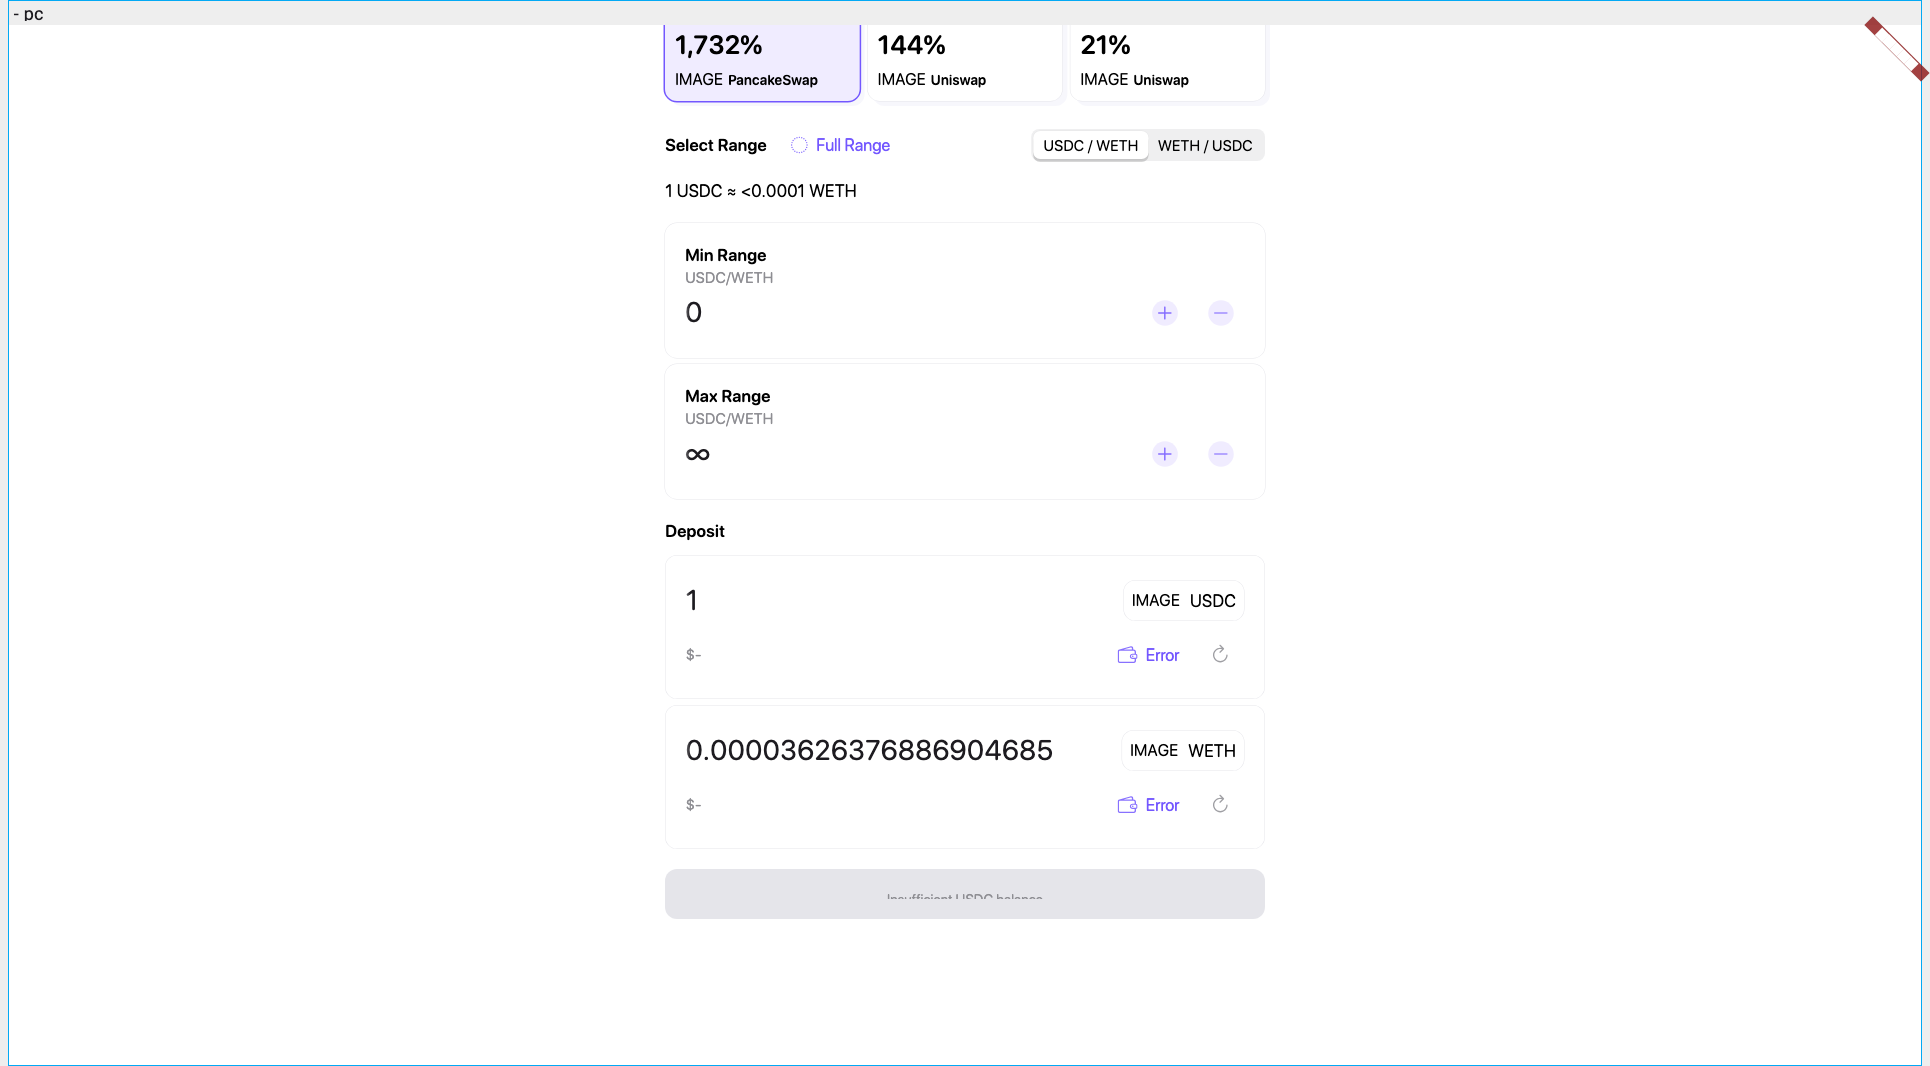 - pc
1,732%
IMAGE PancakeSwap
144%
IMAGE Uniswap
21%
IMAGE Uniswap
Select Range
Full Range
USDC / WETH
WETH / USDC
1 USDC ≈ <0.0001 WETH
Min Range
USDC/WETH
0
Max Range
USDC/WETH
∞
Deposit
1
IMAGE USDC
$-
Error
0.00003626376886904685
IMAGE WETH
$-
Error
Insufficient USDC balance